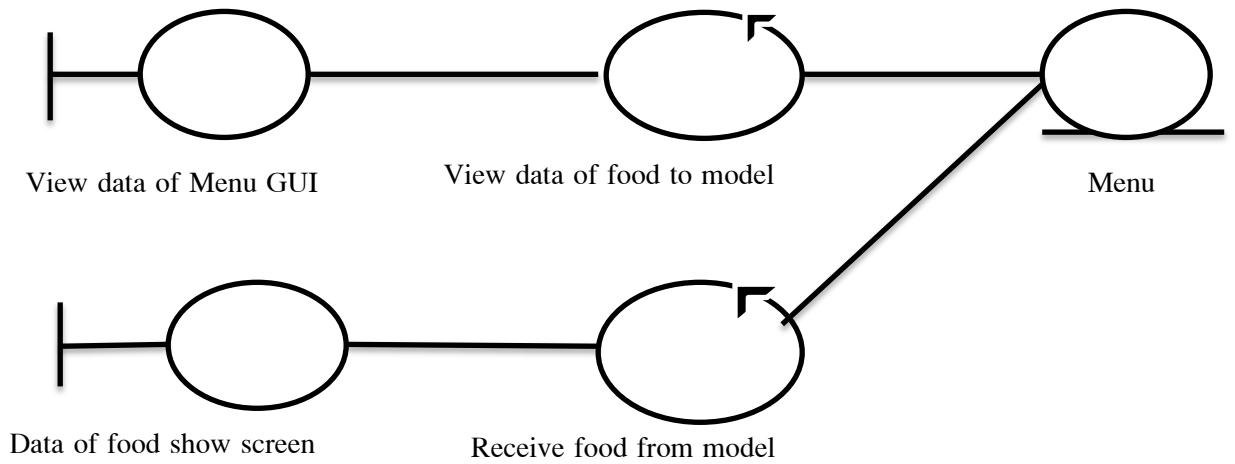 View data of Menu GUI
View data of food to model
Menu
Data of food show screen
Receive food from model